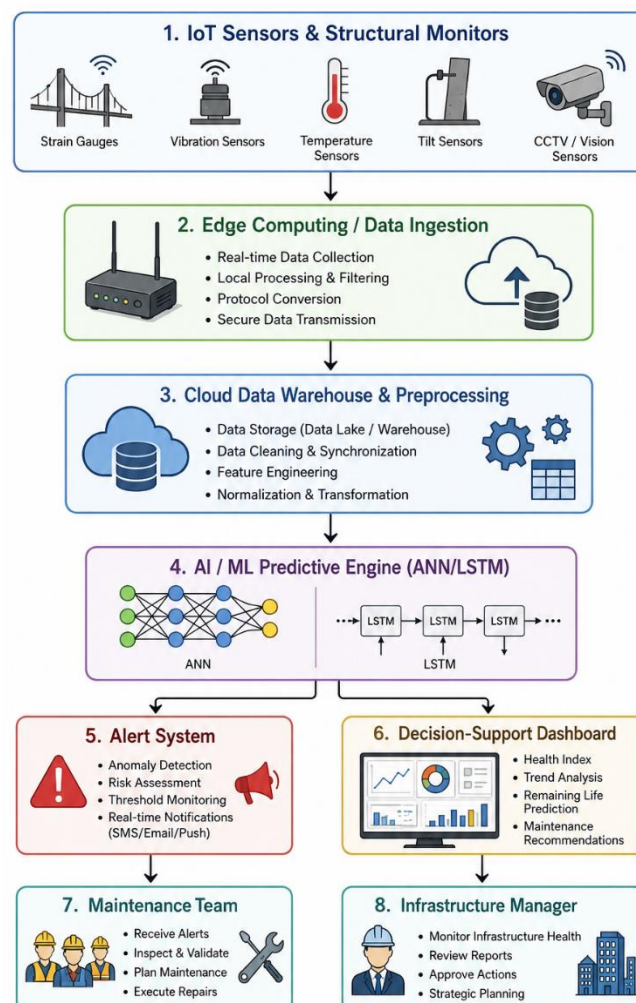 1. IoT Sensors & Structural Monitors
Strain Gauges
Vibration Sensors
Temperature
Sensors
Tilt Sensors
CCTV / Vision
Sensors
2. Edge Computing / Data Ingestion
• Real-time Data Collection
• Local Processing & Filtering
• Protocol Conversion
• Secure Data Transmission
3. Cloud Data Warehouse & Preprocessing
• Data Storage (Data Lake / Warehouse)
• Data Cleaning & Synchronization
• Feature Engineering
• Normalization & Transformation
4. AI / ML Predictive Engine (ANN/LSTM)
ANN
LSTM
LSTM
LSTM
LSTM
5. Alert System
• Anomaly Detection
• Risk Assessment
• Threshold Monitoring
• Real-time Notifications
(SMS/Email/Push)
6. Decision-Support Dashboard
• Health Index
• Trend Analysis
• Remaining Life
Prediction
• Maintenance
Recommendations
7. Maintenance Team
• Receive Alerts
• Inspect & Validate
• Plan Maintenance
• Execute Repairs
8. Infrastructure Manager
• Monitor Infrastructure Health
• Review Reports
• Approve Actions
• Strategic Planning